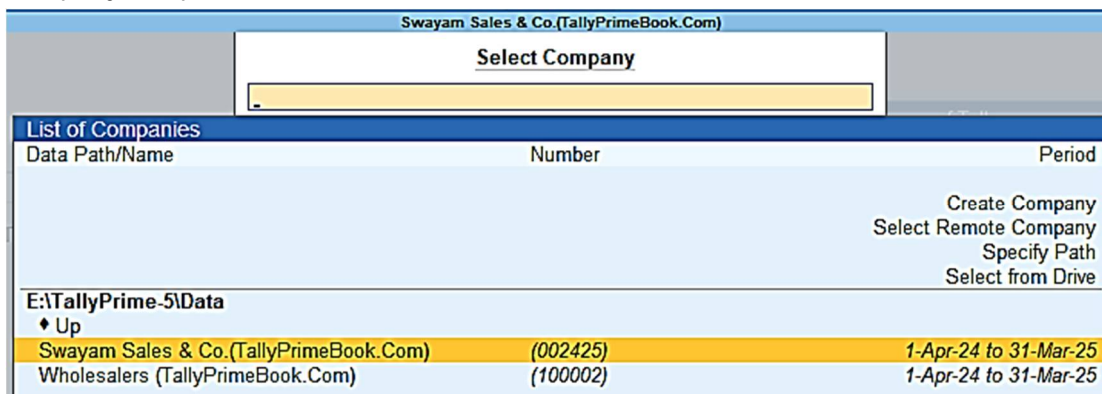 Swayam Sales & Co.(TallyPrimeBook.Com)
Select Company
List of Companies
Data Path/Name Number Period
Create Company
Select Remote Company
Specify Path
Select from Drive
E:\TallyPrime-5\Data
♦ Up
Swayam Sales & Co.(TallyPrimeBook.Com) (002425) 1-Apr-24 to 31-Mar-25
Wholesalers (TallyPrimeBook.Com) (100002) 1-Apr-24 to 31-Mar-25